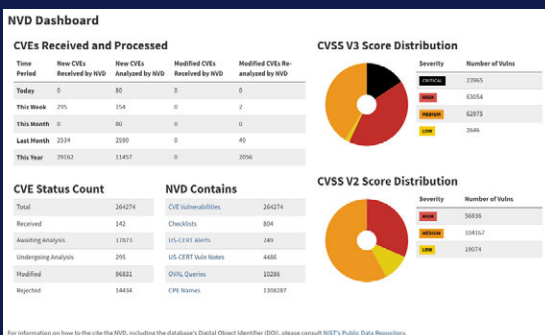 NVD Dashboard
CVEs Received and Processed
Time Period New CVEs Received by NVD New CVEs Analyzed by NVD Modified CVEs Received by NVD Modified CVEs Re-analyzed by NVD
Today 0 80 0 0
This Week 295 154 0 2
This Month 0 80 0 0
Last Month 2534 2590 0 40
This Year 29162 11457 0 2056
CVSS V3 Score Distribution
Severity Number of Vulns
CRITICAL 23965
HIGH 63054
MEDIUM 62975
LOW 2646
CVE Status Count
Total 264274
Received 142
Awaiting Analysis 17873
Undergoing Analysis 295
Modified 96831
Rejected 14434
NVD Contains
CVE Vulnerabilities 264274
Checklists 804
US-CERT Alerts 249
US-CERT Vuln Notes 4486
OVAL Queries 10286
CPE Names 1308287
CVSS V2 Score Distribution
Severity Number of Vulns
HIGH 56836
MEDIUM 104167
LOW 19074
For information on how to the cite the NVD, including the database's Digital Object Identifier (DOI), please consult NIST's Public Data Repository.